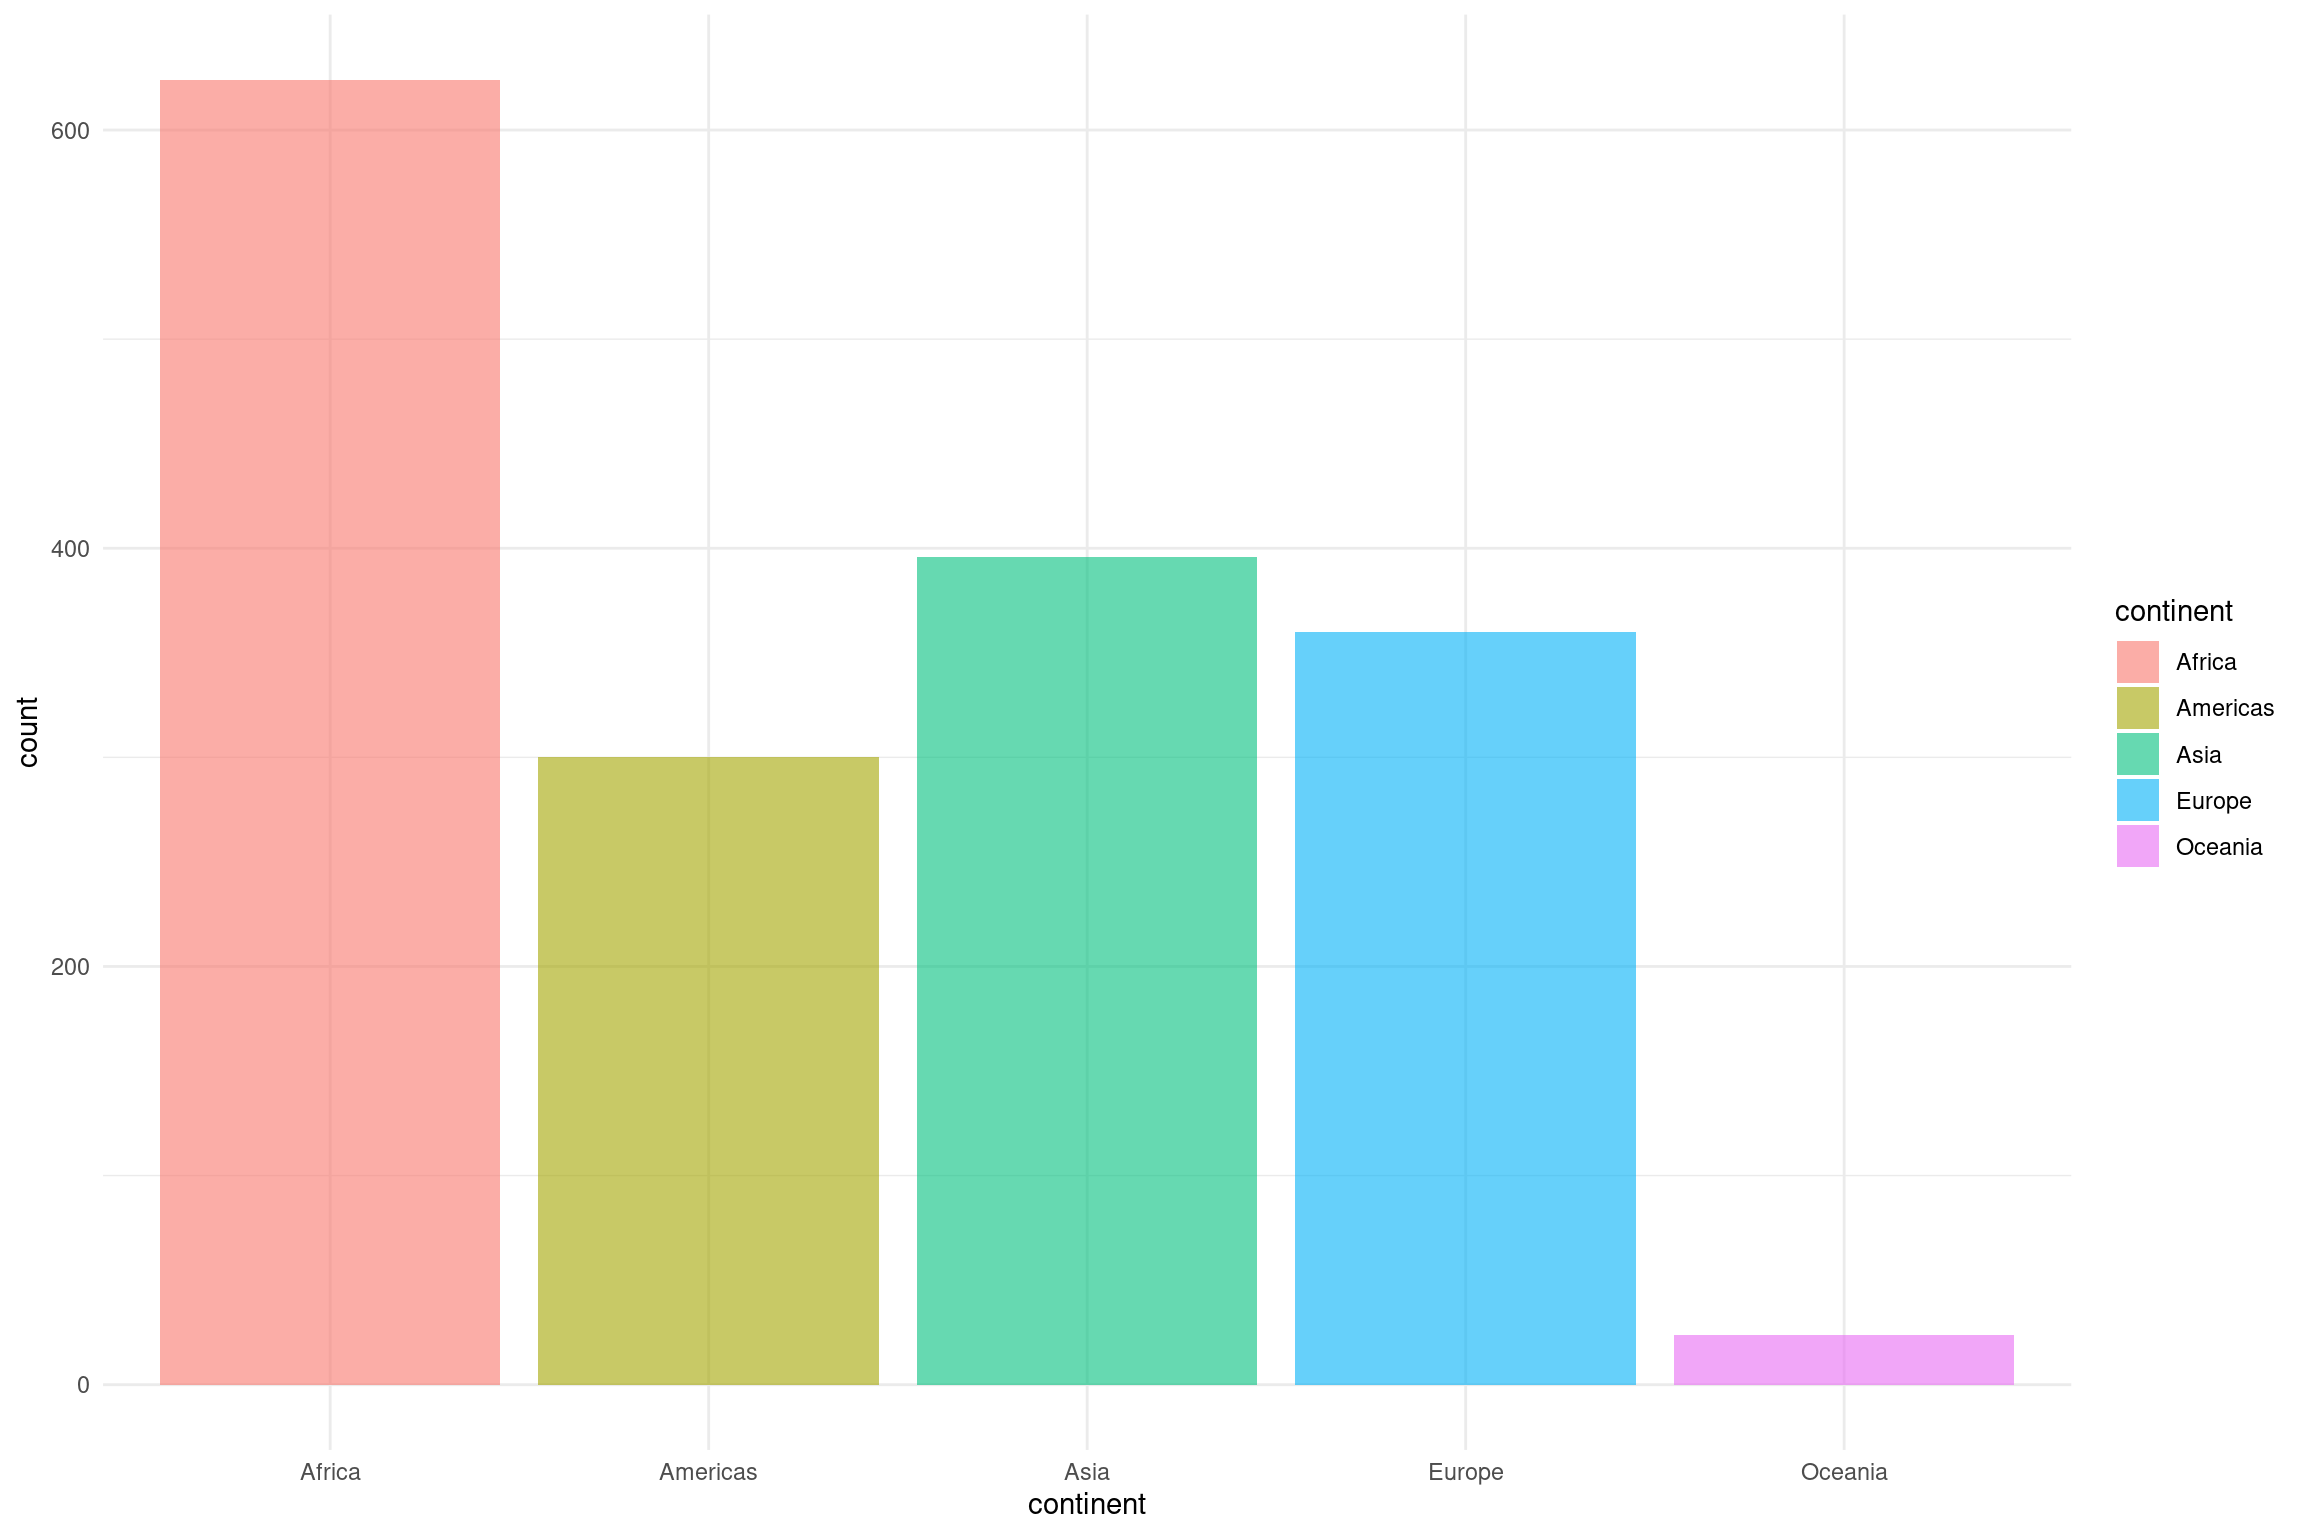 600
400
200
0
count
Africa
Americas
Asia
Europe
Oceania
continent
continent
Africa
Americas
Asia
Europe
Oceania